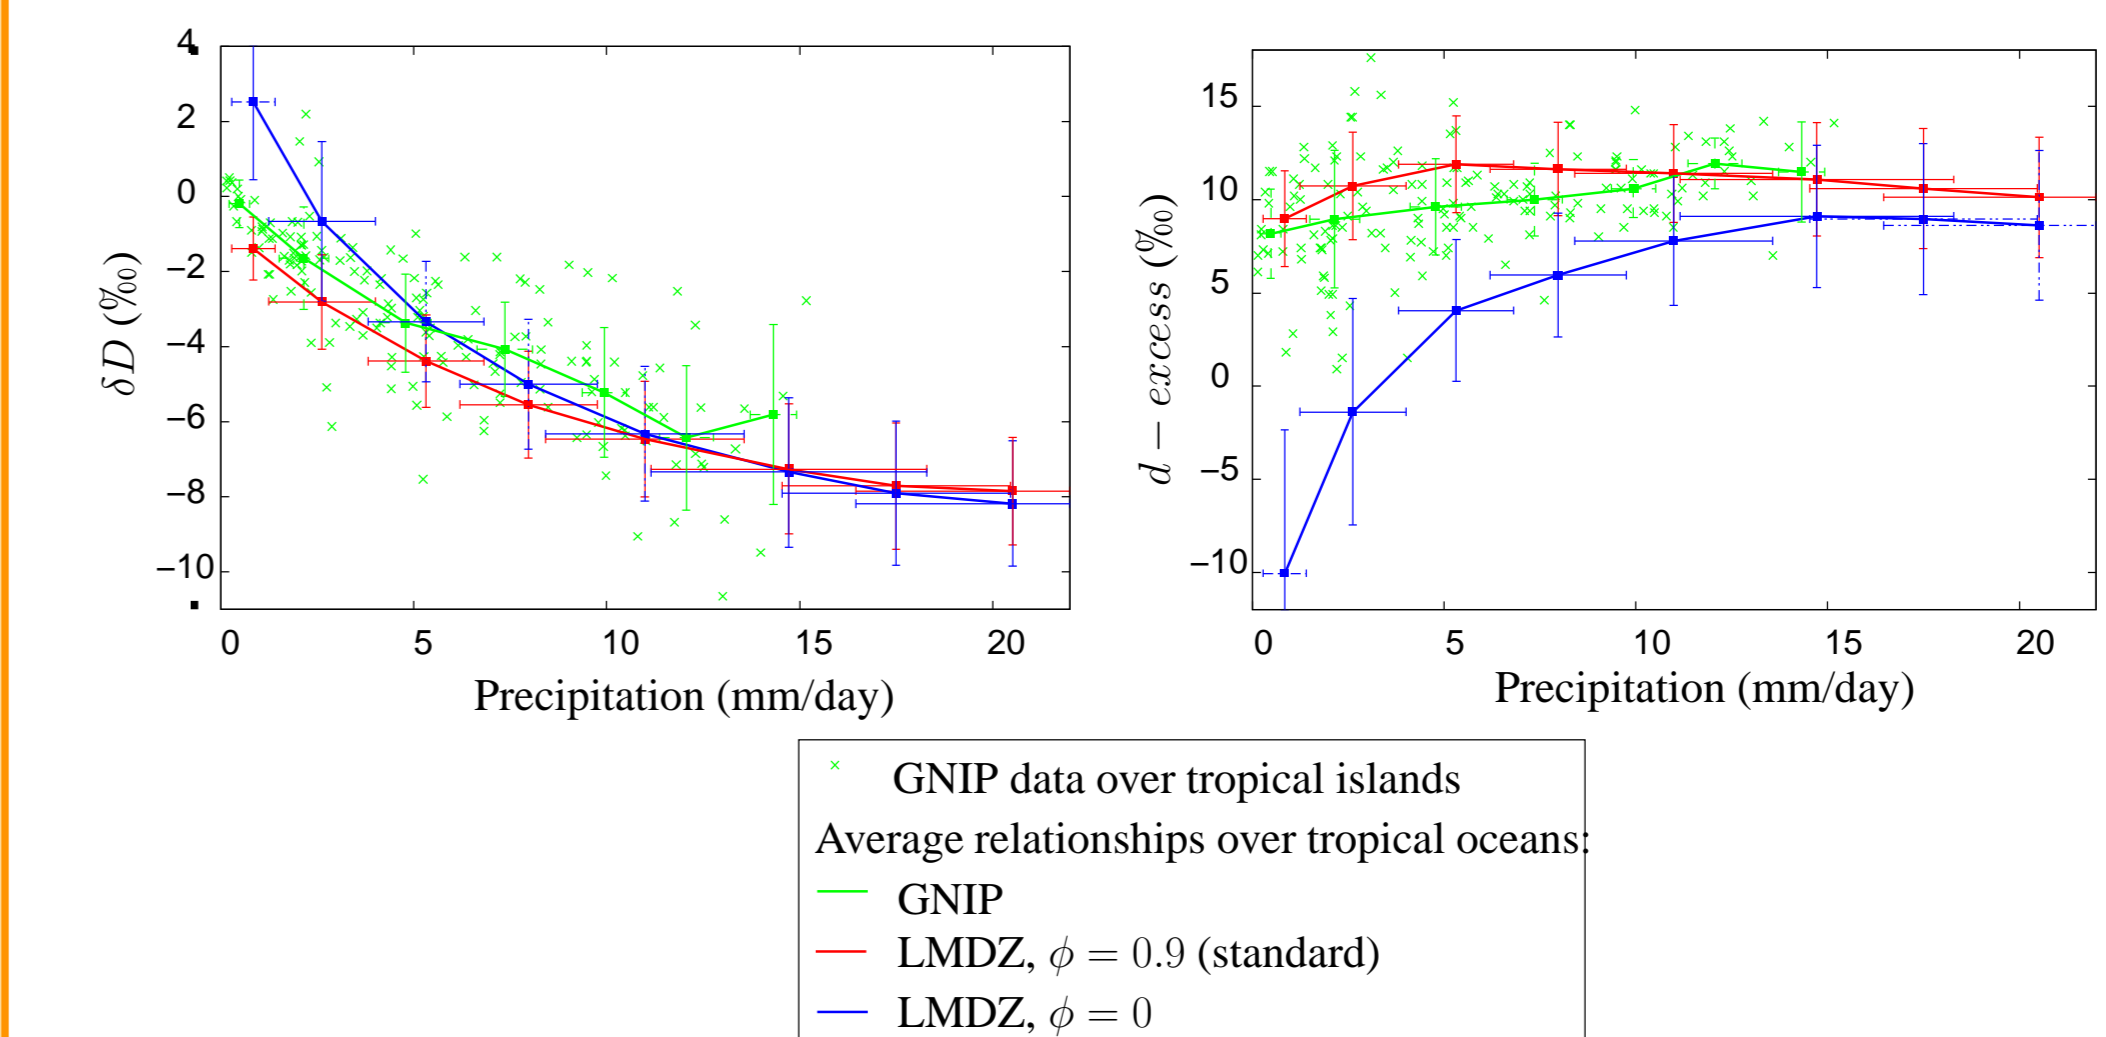 4
2
0
−2
−4
−6
−8
−10
δD (‰)
0 5 10 15 20
Precipitation (mm/day)
15
10
5
0
−5
−10
d − excess (‰)
0 5 10 15 20
Precipitation (mm/day)
GNIP data over tropical islands
Average relationships over tropical oceans:
GNIP
LMDZ, ϕ = 0.9 (standard)
LMDZ, ϕ = 0